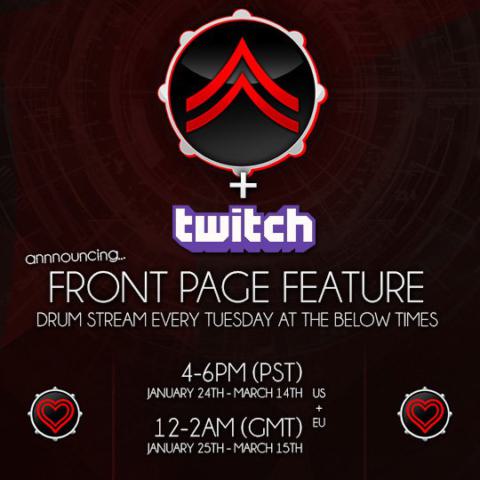 +
twitch
annnouncing...
FRONT PAGE FEATURE
DRUM STREAM EVERY TUESDAY AT THE BELOW TIMES
4-6PM (PST)
JANUARY 24TH - MARCH 14TH
US
+
EU
12-2AM (GMT)
JANUARY 25TH - MARCH 15TH